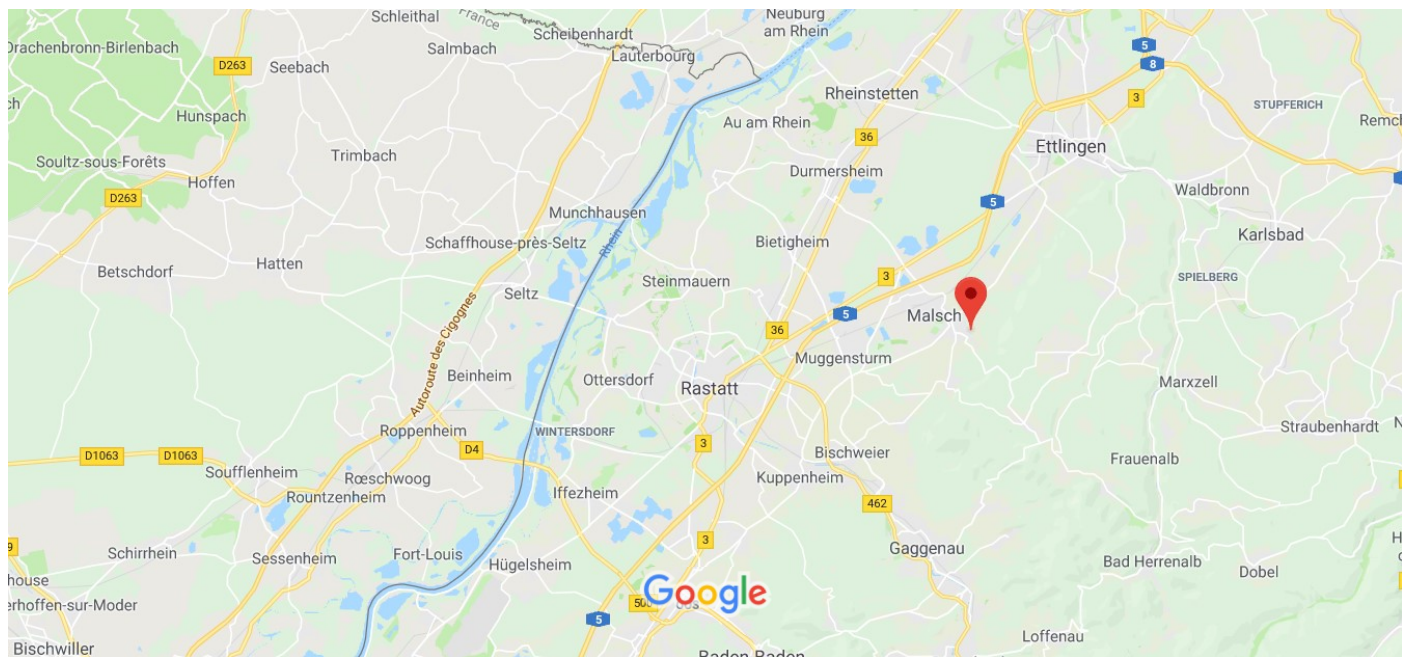 Schleithal
France
Scheibenhardt
Neuburg
am Rhein
Drachenbronn-Birlenbach
Salmbach
Lauterbourg
5
D263
Seebach
8
Rheinstetten
3
STUPFERICH
Hunspach
Au am Rhein
36
Ettlingen
Soultz-sous-Forêts
Trimbach
Durmersheim
Hoffen
5
Waldbronn
D263
Munchhausen
Rhein
Schaffhouse-près-Seltz
Bietigheim
Karlsbad
Hatten
Betschdorf
Steinmauern
3
SPIELBERG
Seltz
Autoroute des Cigognes
5
Malsch
36
Muggensturm
Beinheim
Ottersdorf
Rastatt
Marxzell
Roppenheim
WINTERSDORF
3
Straubenhardt
D1063
D1063
D4
Bischweier
Frauenalb
Soufflenheim
Rœschwoog
Kuppenheim
Rountzenheim
Iffezheim
462
3
Schirrhein
Sessenheim
Fort-Louis
Hügelsheim
Gaggenau
Bad Herrenalb
Dobel
Google
5
Loffenau
Bischwiller
Baden-Baden